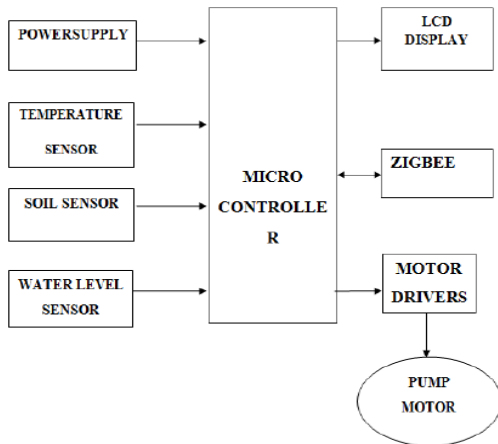 POWERSUPPLY
TEMPERATURE
SENSOR
SOIL SENSOR
WATER LEVEL
SENSOR
MICRO
CONTROLLE
R
LCD
DISPLAY
ZIGBEE
MOTOR
DRIVERS
PUMP
MOTOR